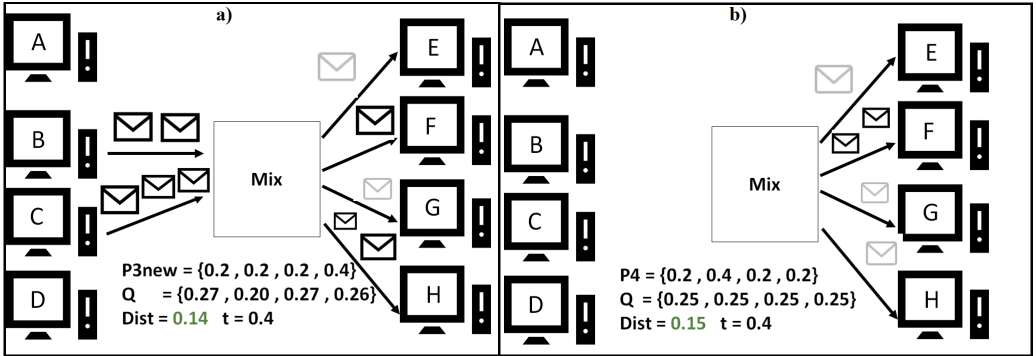 a)
A
B
C
D
Mix
E
F
G
H
P3new = {0.2 , 0.2 , 0.2 , 0.4}
Q = {0.27 , 0.20 , 0.27 , 0.26}
Dist = 0.14 t = 0.4
b)
A
B
C
D
Mix
E
F
G
H
P4 = {0.2 , 0.4 , 0.2 , 0.2}
Q = {0.25 , 0.25 , 0.25 , 0.25}
Dist = 0.15 t = 0.4